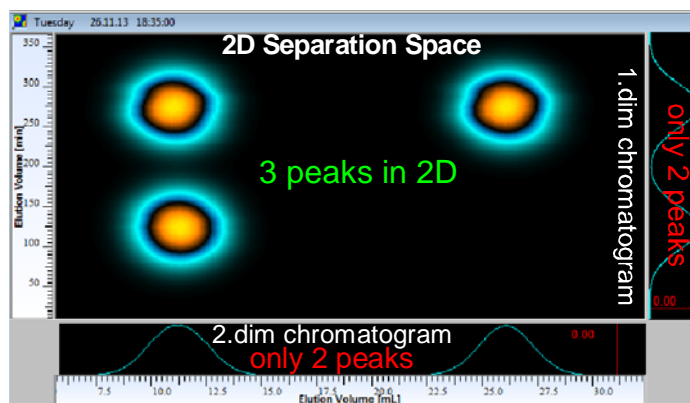 Tuesday 26.11.13 18:35:00
2D Separation Space
350
300
250
200
150
100
50
Elution Volume [min]
3 peaks in 2D
1.dim chromatogram
only 2 peaks
0.00
2.dim chromatogram
only 2 peaks
0.00
7.5 10.0 12.5 15.0 17.5 20.0 22.5 25.0 27.5 30.0
Elution Volume [mL]